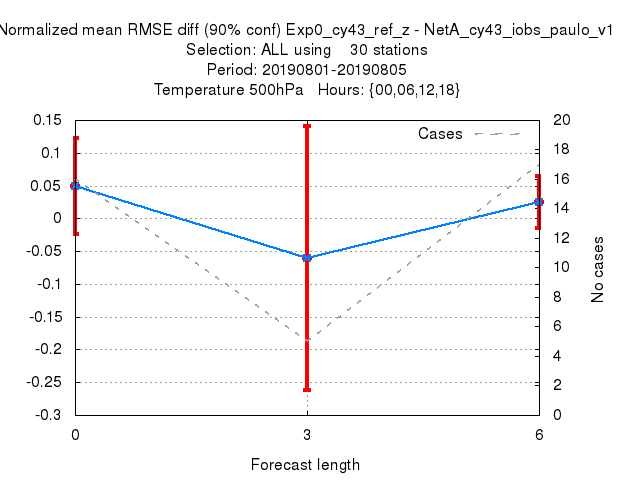 Normalized mean RMSE diff (90% conf) Exp0_cy43_ref_z - NetA_cy43_iobs_paulo_v1
Selection: ALL using 30 stations
Period: 20190801-20190805
Temperature 500hPa Hours: {00,06,12,18}
Cases
0.15
0.1
0.05
0
-0.05
-0.1
-0.15
-0.2
-0.25
-0.3
20
18
16
14
12
10
8
6
4
2
0
No cases
0 3 6
Forecast length